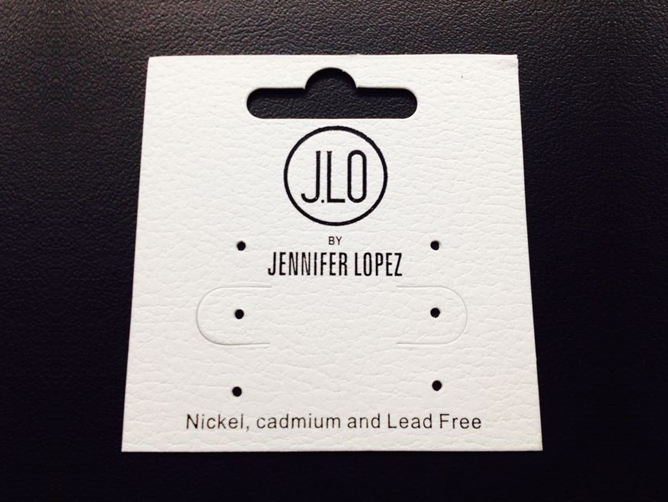 J.LO
BY
JENNIFER LOPEZ
Nickel, cadmium and Lead Free